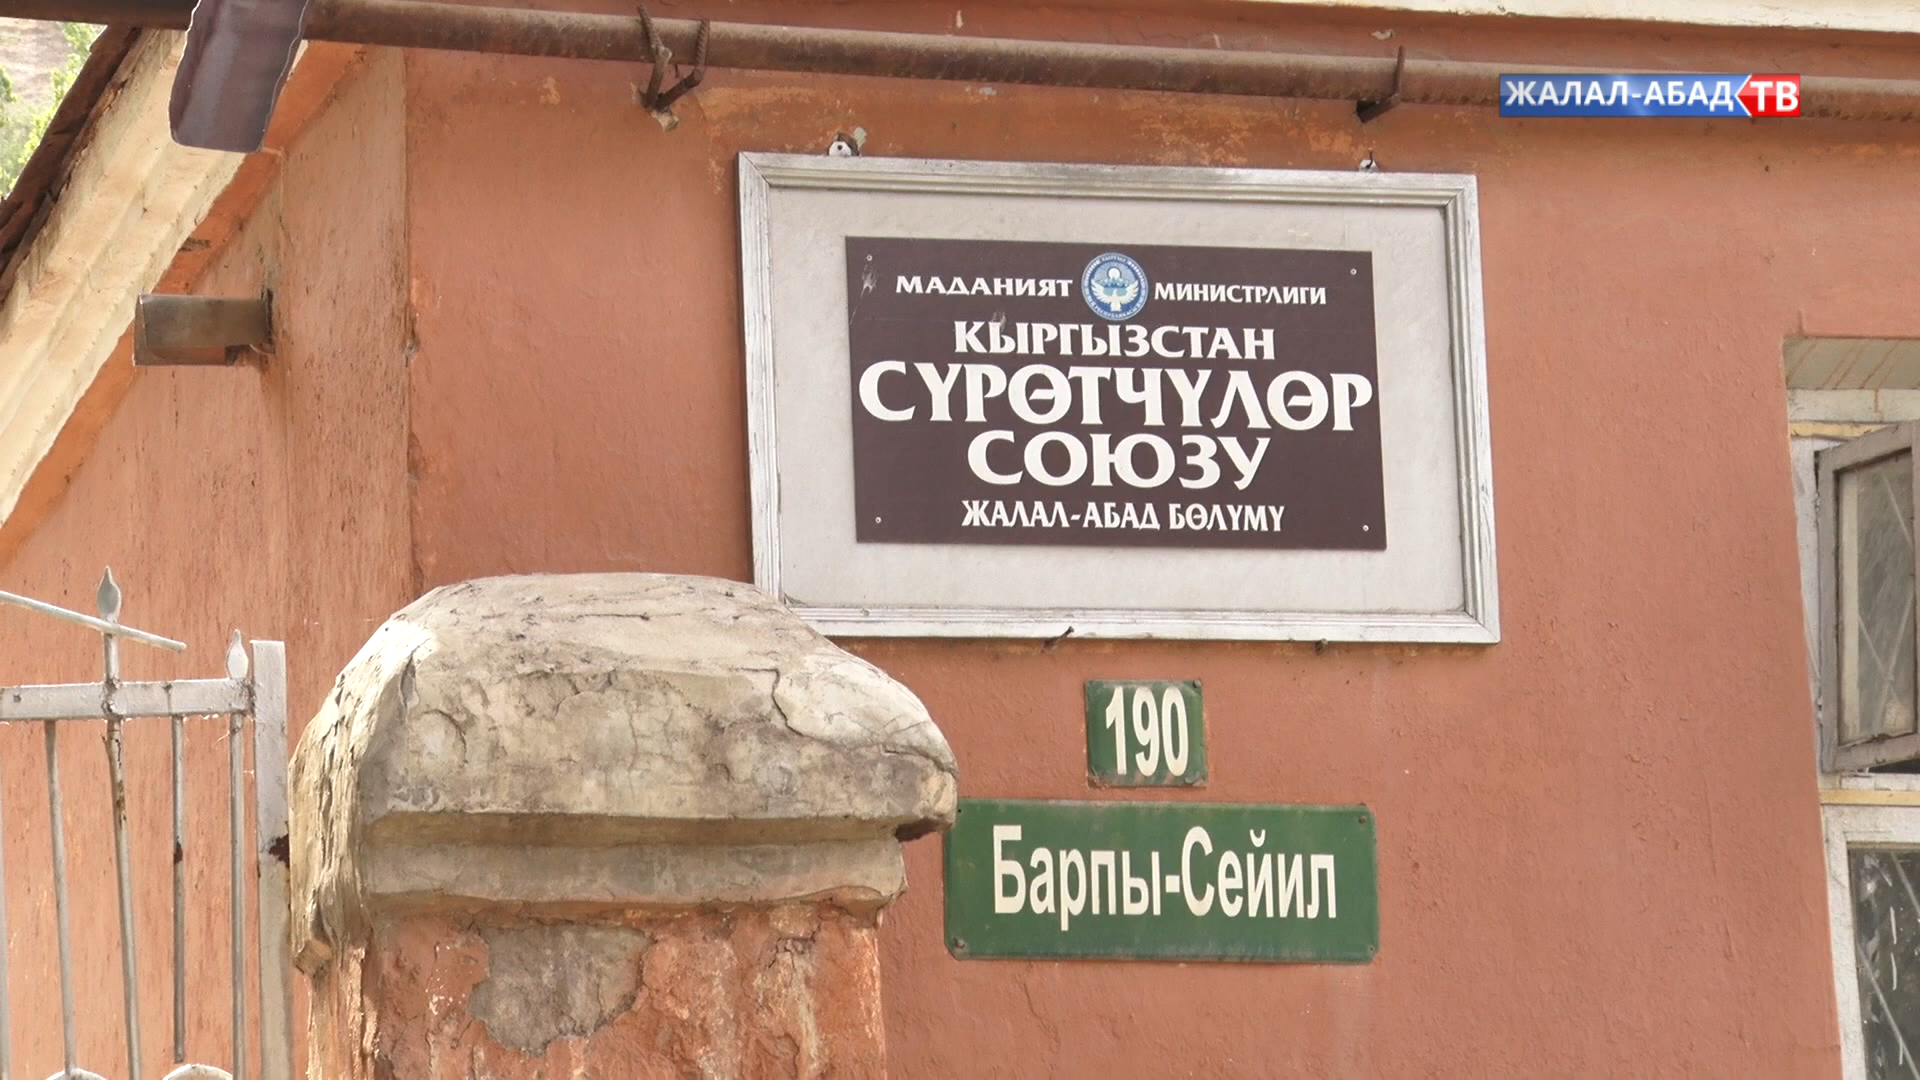 ЖАЛАЛ-АБАД ТВ
МАДАНИЯТ МИНИСТРЛИГИ
КЫРГЫЗСТАН
СҮРӨТЧҮЛӨР
СОЮЗУ
ЖАЛАЛ-АБАД БӨЛҮМҮ
190
Барпы-Сейил